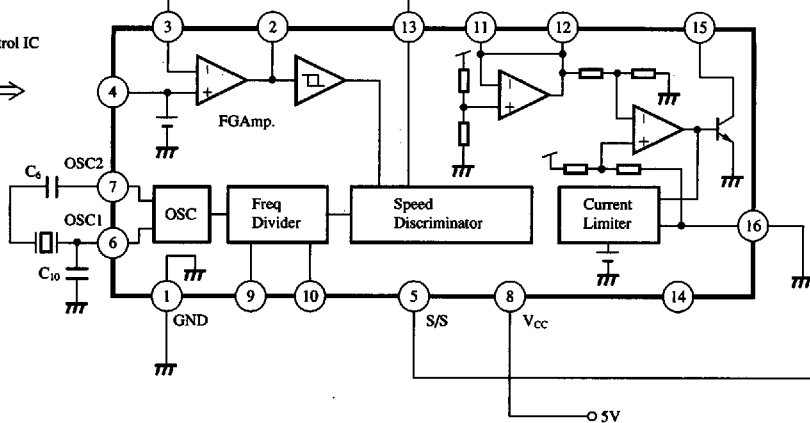 3
2
13
11
12
15
trol IC
4
−
+
FGAmp.
−
+
−
+
C6
OSC2
7
OSC1
6
C10
OSC
Freq
Divider
Speed
Discriminator
Current
Limiter
16
1
GND
9
10
5
S/S
8
VCC
14
5V